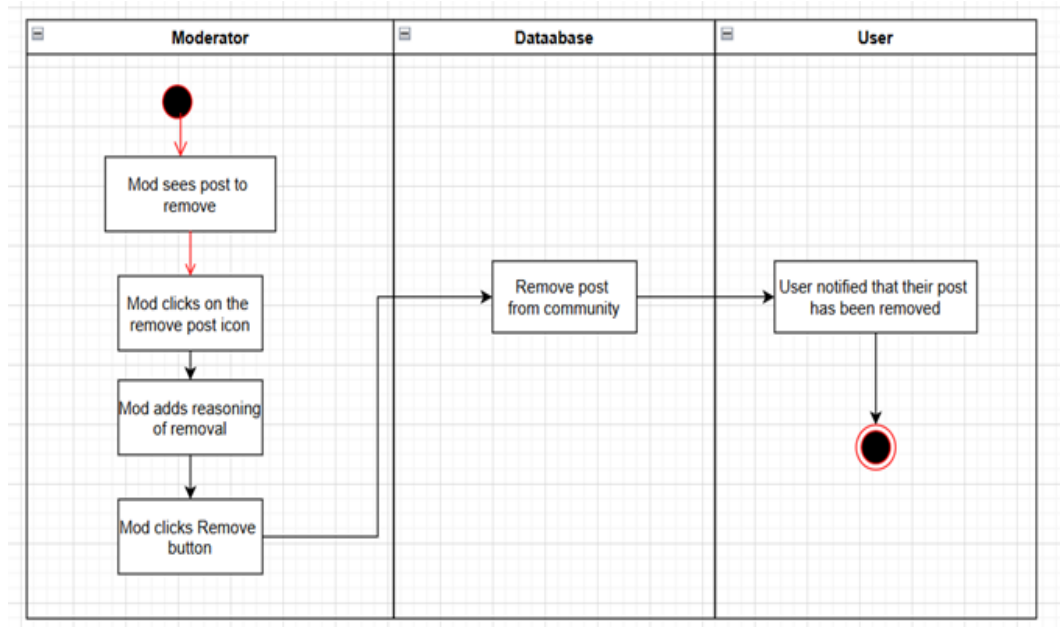 Moderator
Dataabase
User
Mod sees post to
remove
Mod clicks on the
remove post icon
Mod adds reasoning
of removal
Mod clicks Remove
button
Remove post
from community
User notified that their post
has been removed